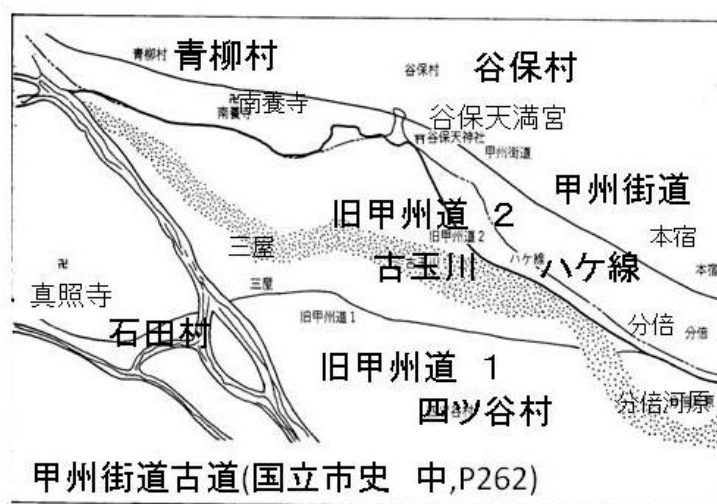 青柳村
青柳村
谷保村
谷保村
卍
南養寺
南養寺
谷保天満宮
谷保天神社
甲州街道
甲州街道
旧甲州道 2
旧甲州道2
本宿
本宿
三屋
三屋
古玉川
ハケ線
ハケ線
卍
真照寺
石田村
旧甲州道1
旧甲州道 1
分倍
分倍
四ツ谷村
分倍河原
甲州街道古道(国立市史 中,P262)